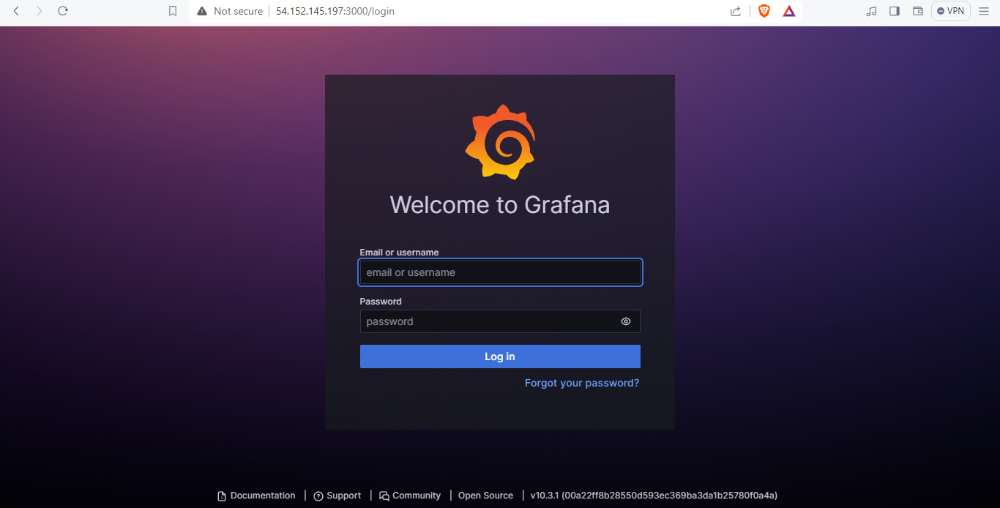 Not secure 54.152.145.197:3000/login VPN
Welcome to Grafana
Email or username
email or username
Password
password
Log in
Forgot your password?
Documentation | Support | Community | Open Source | v10.3.1 (00a22ff8b28550d593ec369ba3da1b25780f0a4a)